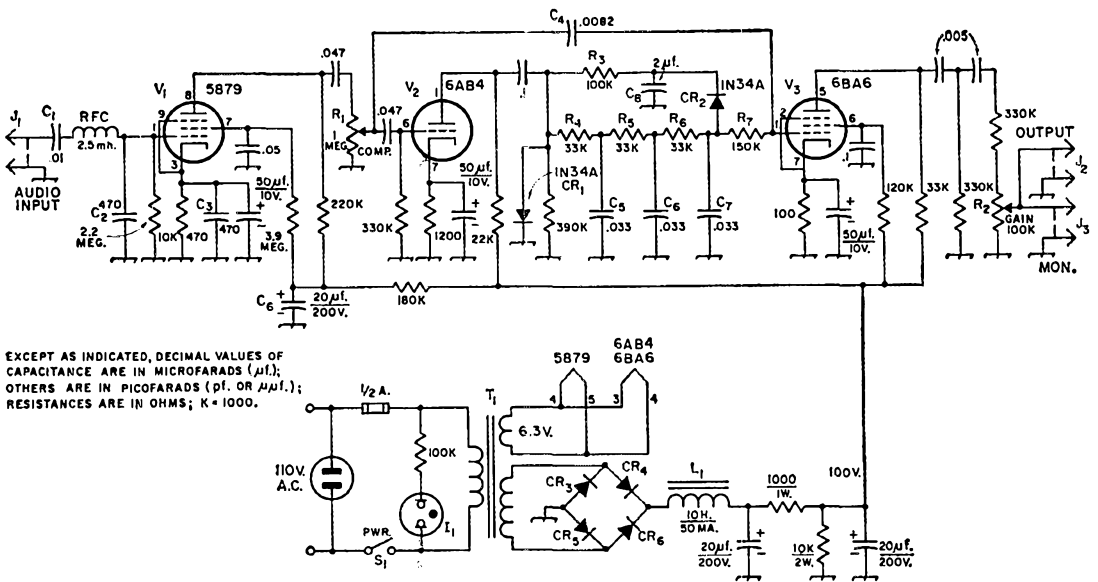 C4
.0082
.005
.047
V1
5879
V2
6AB4
R3
100K
2μf.
C8
1N34A
CR2
V3
6BA6
J1
C1
.01
RFC
2.5mh.
8
9
7
3
R1
1 MEG.
COMP.
.047
1
6
7
.1
R4
33K
R5
33K
R6
33K
R7
150K
5
1
2
6
7
330K
OUTPUT
J2
AUDIO INPUT
C2
470
2.2 MEG.
10K
470
C3
470
.05
50μf.
10V.
3.9 MEG.
220K
330K
1200
50μf.
10V.
22K
1N34A
CR1
390K
C5
.033
C6
.033
C7
.033
100
50μf.
10V.
.1
120K
33K
330K
R2
GAIN
100K
J3
MON.
C6
20μf.
200V.
180K
EXCEPT AS INDICATED, DECIMAL VALUES OF
CAPACITANCE ARE IN MICROFARADS (μf.);
OTHERS ARE IN PICOFARADS (pf. OR μμf.);
RESISTANCES ARE IN OHMS; K = 1000.
5879
6AB4
6BA6
4
5
3
4
1/2 A.
T1
6.3V.
100K
110V.
A.C.
I1
PWR.
S1
CR3
CR4
CR5
CR6
L1
10H.
50MA.
100V.
1000
1W.
20μf.
200V.
10K
2W.
20μf.
200V.